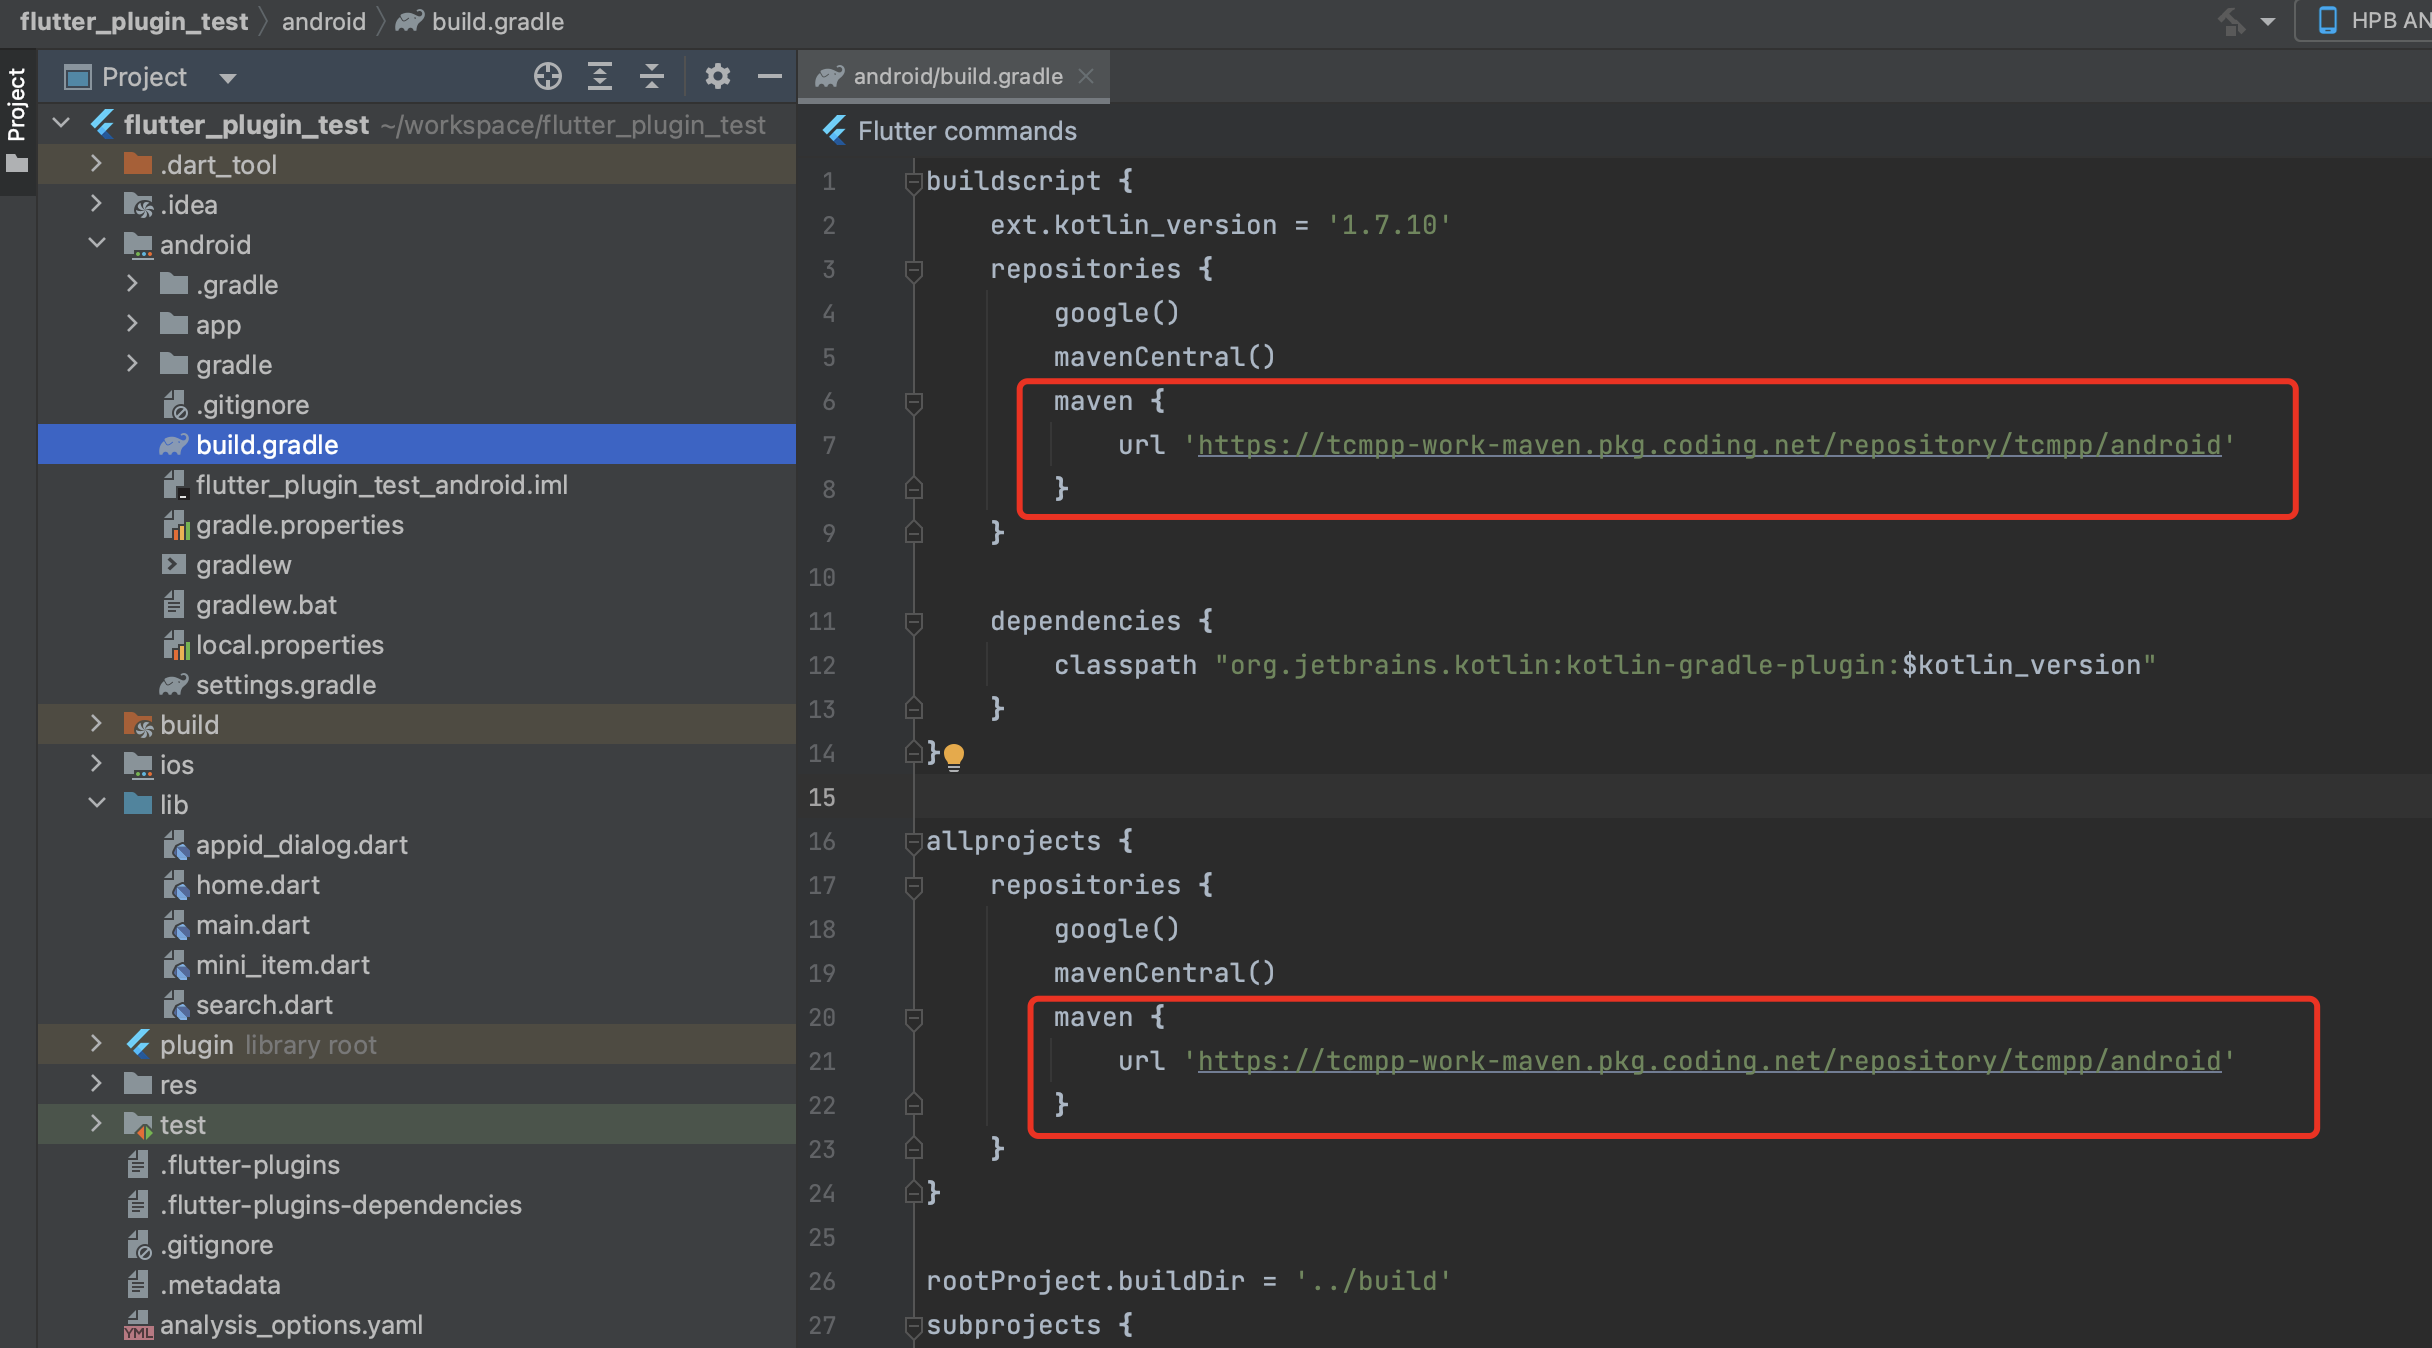 flutter_plugin_test
android
build.gradle
HPB AN
Project
Project
android/build.gradle
flutter_plugin_test ~/workspace/flutter_plugin_test
.dart_tool
.idea
android
.gradle
app
gradle
.gitignore
build.gradle
flutter_plugin_test_android.iml
gradle.properties
gradlew
gradlew.bat
local.properties
settings.gradle
build
ios
lib
appid_dialog.dart
home.dart
main.dart
mini_item.dart
search.dart
plugin library root
res
test
.flutter-plugins
.flutter-plugins-dependencies
.gitignore
.metadata
YML analysis_options.yaml
Flutter commands
1 buildscript {
2 ext.kotlin_version = '1.7.10'
3 repositories {
4 google()
5 mavenCentral()
6 maven {
7 url 'https://tcmpp-work-maven.pkg.coding.net/repository/tcmpp/android'
8 }
9 }
10
11 dependencies {
12 classpath "org.jetbrains.kotlin:kotlin-gradle-plugin:$kotlin_version"
13 }
14 }
15
16 allprojects {
17 repositories {
18 google()
19 mavenCentral()
20 maven {
21 url 'https://tcmpp-work-maven.pkg.coding.net/repository/tcmpp/android'
22 }
23 }
24 }
25
26 rootProject.buildDir = '../build'
27 subprojects {